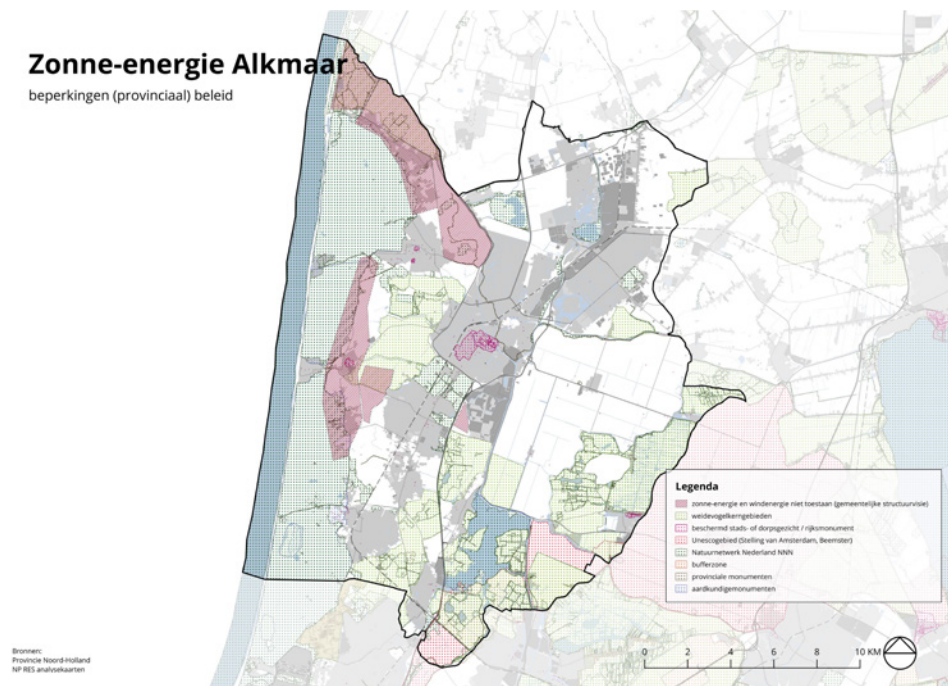 Zonne-energie Alkmaar
beperkingen (provinciaal) beleid
Legenda
zonne-energie en windenergie niet toestaan (gemeentelijke structuurvisie)
weidevogelkerngebieden
beschermd stads- of dorpsgezicht / rijksmonument
Unescogebied (Stelling van Amsterdam, Beemster)
Natuurnetwerk Nederland NNN
bufferzone
provinciale monumenten
aardkundigemonumenten
Bronnen:
Provincie Noord-Holland
NP RES analysekaarten
0 2 4 6 8 10 KM